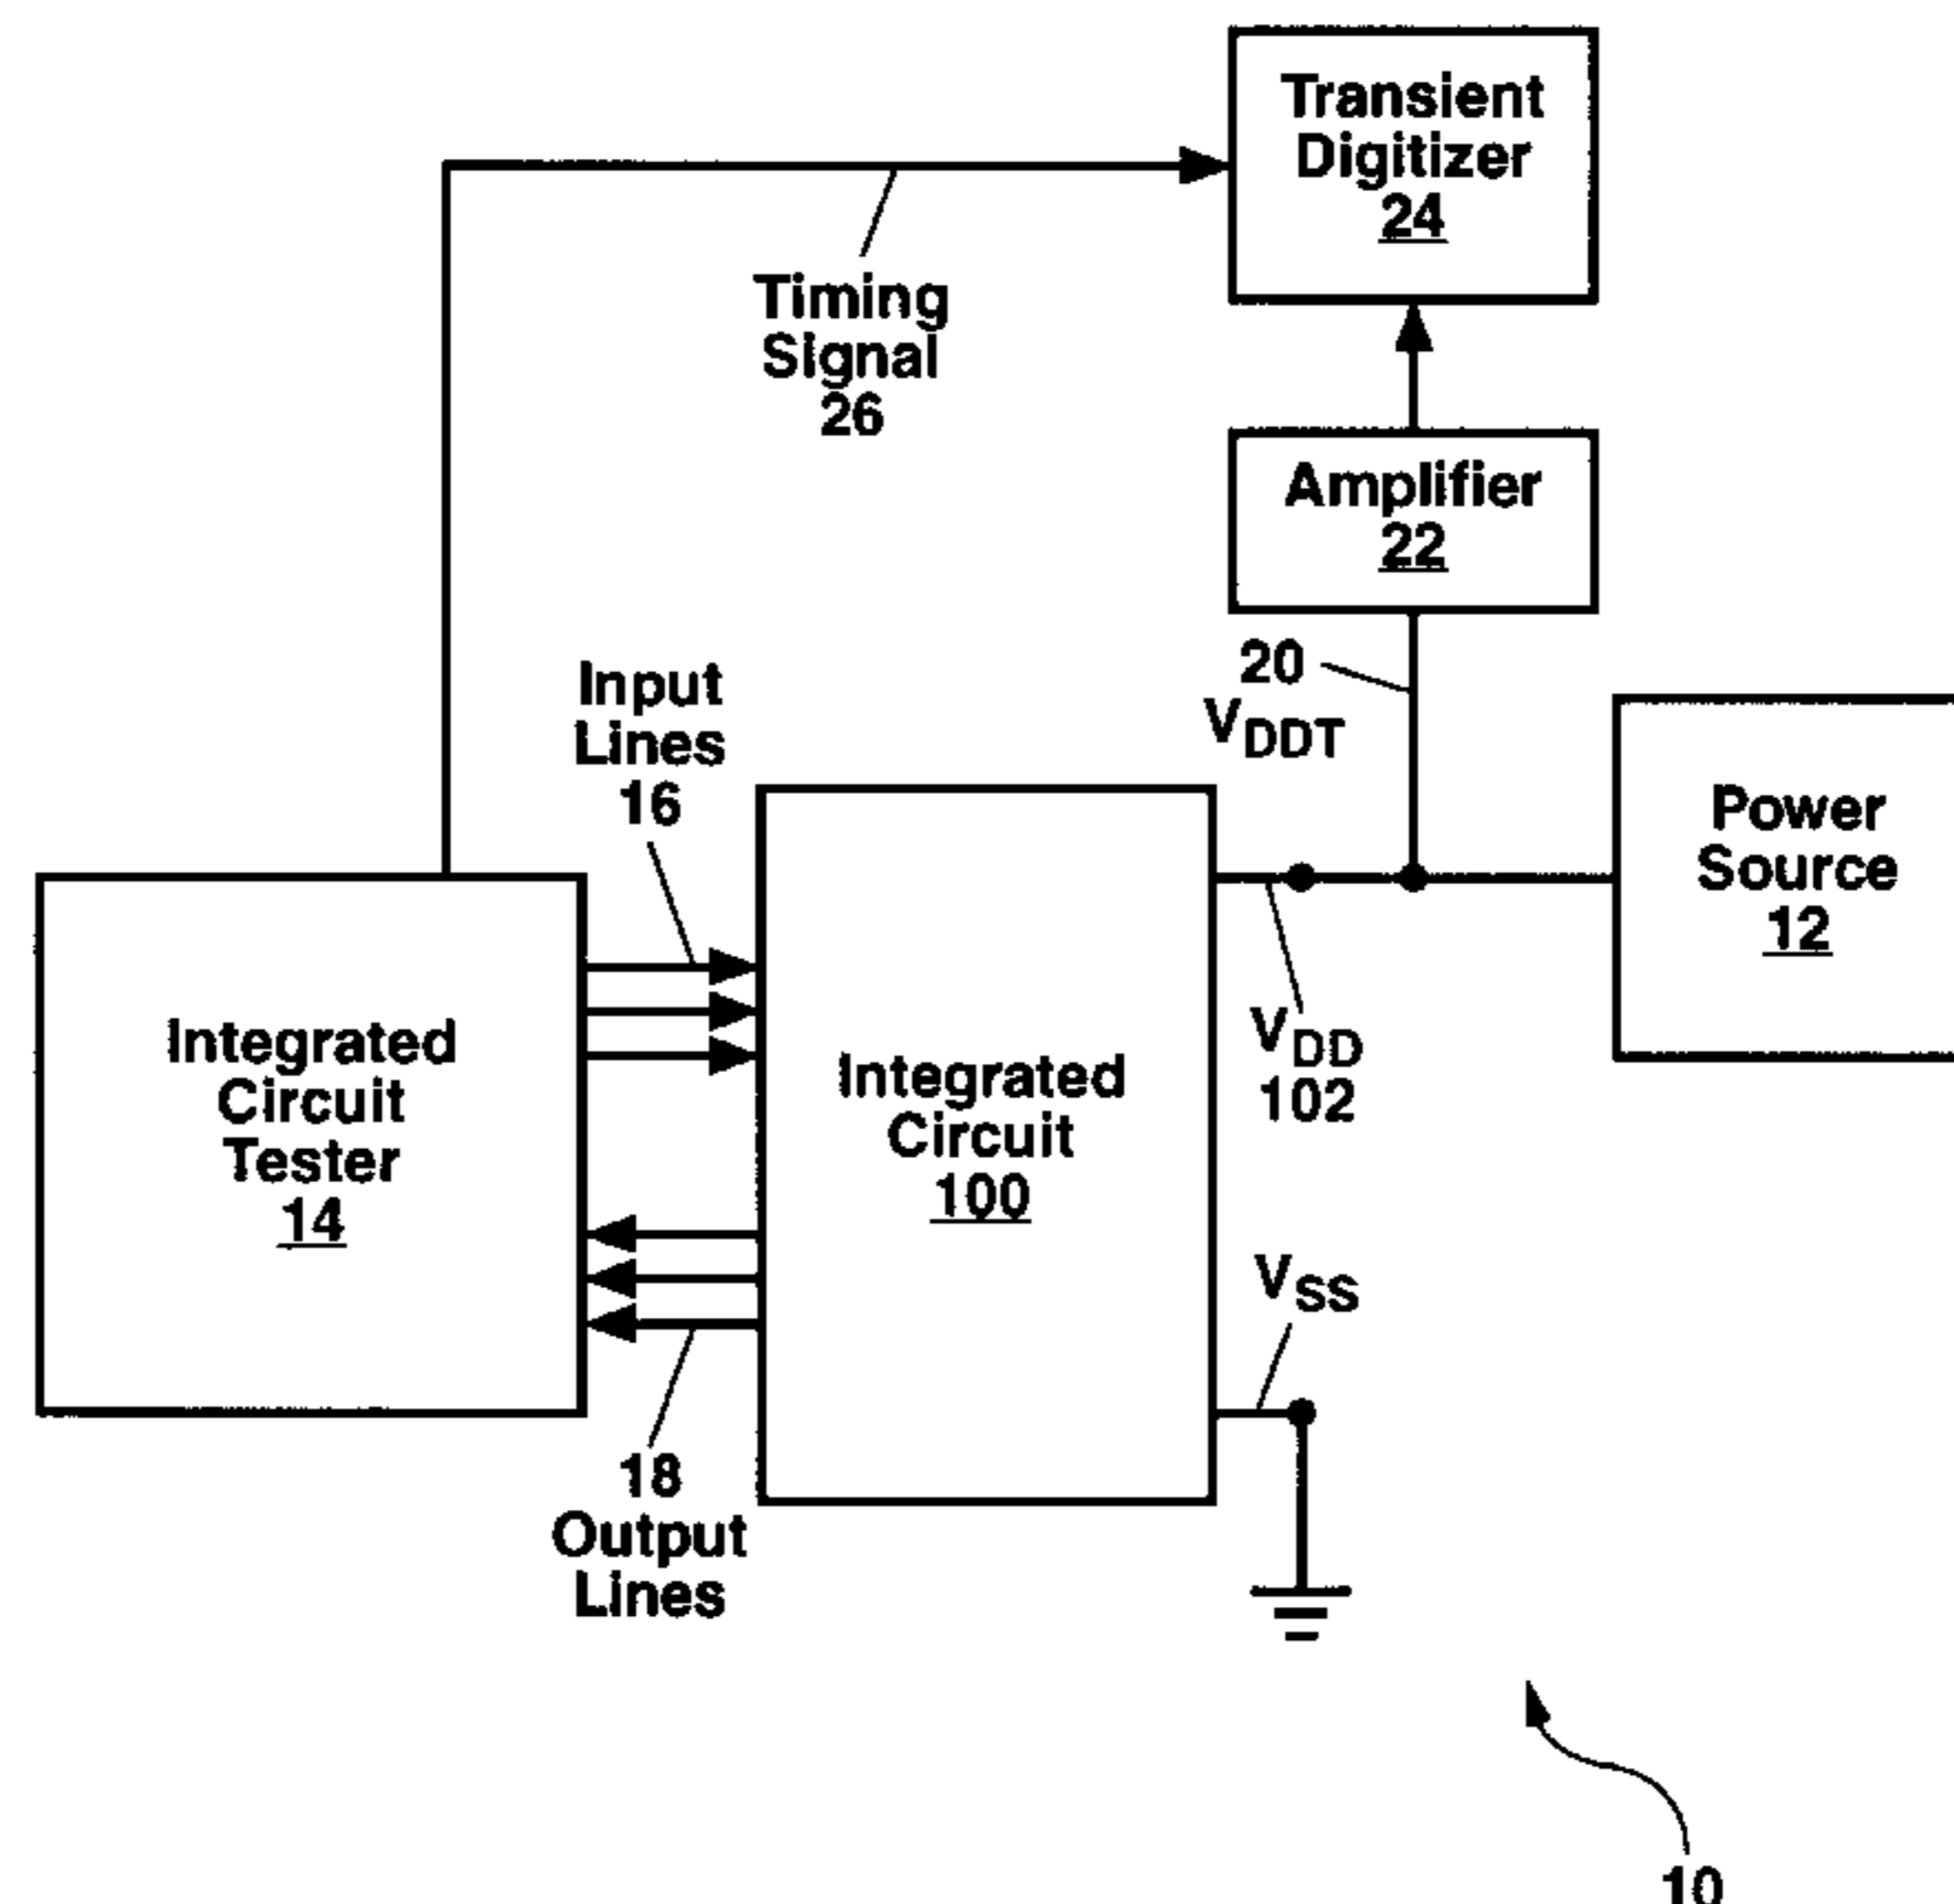 Transient
Digitizer
24
Timing
Signal
26
Amplifier
22
20
VDDT
Input
Lines
16
Power
Source
12
Integrated
Circuit
Tester
14
Integrated
Circuit
100
VDD
102
VSS
18
Output
Lines
10